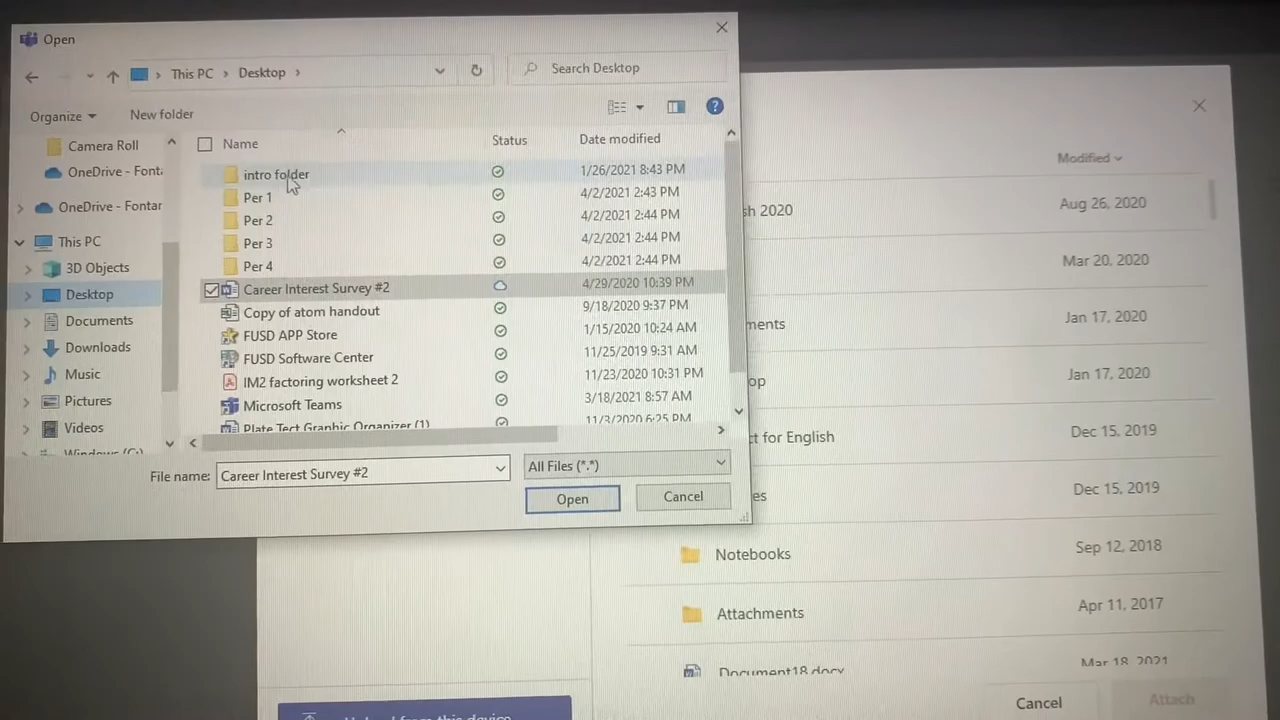 Open
This PC > Desktop >
Search Desktop
Organize
New folder
Camera Roll
OneDrive - Font
OneDrive - Fontar
This PC
3D Objects
Desktop
Documents
Downloads
Music
Pictures
Videos
Name Status Date modified
intro folder 1/26/2021 8:43 PM
Per 1 4/2/2021 2:43 PM
Per 2 4/2/2021 2:44 PM
Per 3 4/2/2021 2:44 PM
Per 4 4/2/2021 2:44 PM
Career Interest Survey #2 4/29/2020 10:39 PM
Copy of atom handout 9/18/2020 9:37 PM
FUSD APP Store 1/15/2020 10:24 AM
FUSD Software Center 11/25/2019 9:31 AM
IM2 factoring worksheet 2 11/23/2020 10:31 PM
Microsoft Teams 3/18/2021 8:57 AM
Plate Tect Graphic Organizer (1) 11/3/2020 6:25 PM
File name: Career Interest Survey #2
All Files (*.*)
Open
Cancel
Modified
sh 2020 Aug 26, 2020
Mar 20, 2020
ments Jan 17, 2020
op Jan 17, 2020
ct for English Dec 15, 2019
es Dec 15, 2019
Notebooks Sep 12, 2018
Attachments Apr 11, 2017
Document18.docx Mar 18, 2021
Upload from this device
Cancel
Attach